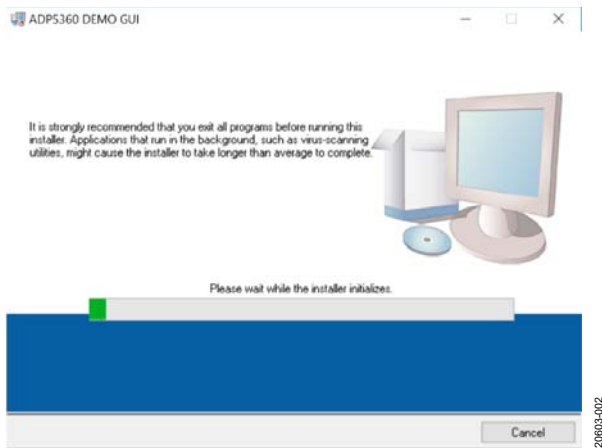 ADP5360 DEMO GUI
It is strongly recommended that you exit all programs before running this
installer. Applications that run in the background, such as virus-scanning
utilities, might cause the installer to take longer than average to complete.
Please wait while the installer initializes.
Cancel
20603-002